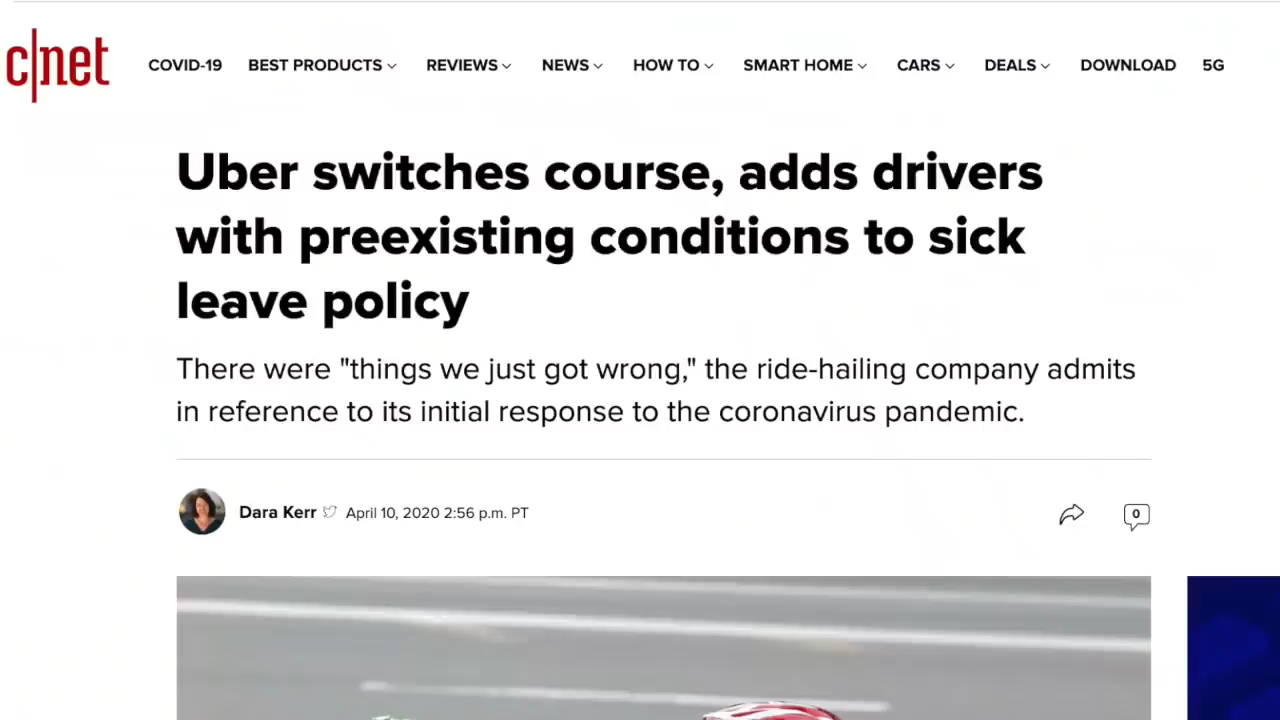 c|net
COVID-19 BEST PRODUCTS REVIEWS NEWS HOW TO SMART HOME CARS DEALS DOWNLOAD 5G
Uber switches course, adds drivers
with preexisting conditions to sick
leave policy
There were "things we just got wrong," the ride-hailing company admits
in reference to its initial response to the coronavirus pandemic.
Dara Kerr April 10, 2020 2:56 p.m. PT
0